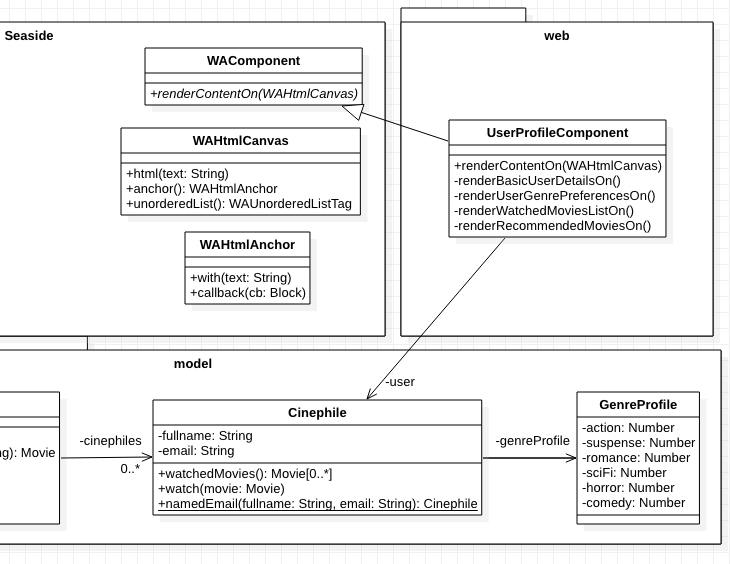 Seaside
WAComponent
+renderContentOn(WAHtmlCanvas)
WAHtmlCanvas
+html(text: String)
+anchor(): WAHtmlAnchor
+unorderedList(): WAUnorderedListTag
WAHtmlAnchor
+with(text: String)
+callback(cb: Block)
web
UserProfileComponent
+renderContentOn(WAHtmlCanvas)
-renderBasicUserDetailsOn()
-renderUserGenrePreferencesOn()
-renderWatchedMoviesListOn()
-renderRecommendedMoviesOn()
model
-user
ng): Movie
-cinephiles
0..*
Cinephile
-fullname: String
-email: String
+watchedMovies(): Movie[0..*]
+watch(movie: Movie)
+namedEmail(fullname: String, email: String): Cinephile
-genreProfile
GenreProfile
-action: Number
-suspense: Number
-romance: Number
-sciFi: Number
-horror: Number
-comedy: Number